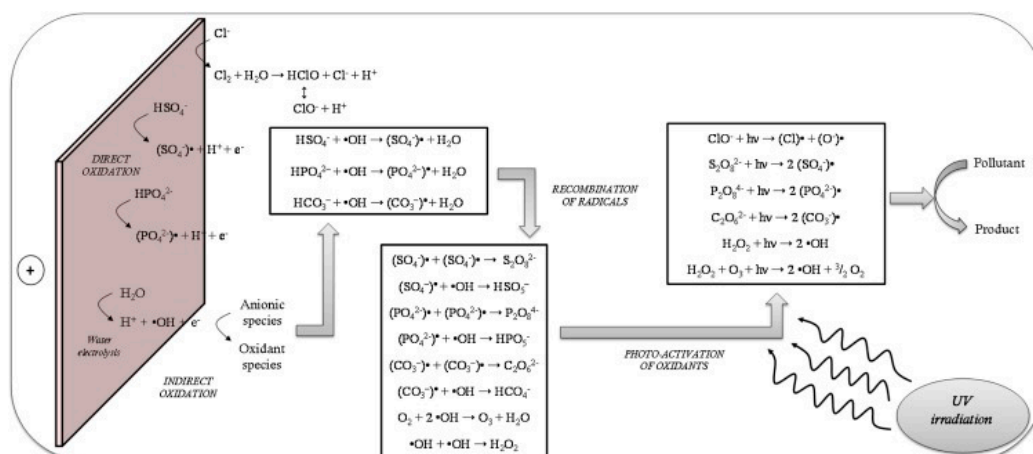 Cl⁻
Cl₂ + H₂O → HClO + Cl⁻ + H⁺
↕
ClO⁻ + H⁺
HSO₄⁻
(SO₄⁻)• + H⁺ + e⁻
DIRECT
OXIDATION
HPO₄²⁻
(PO₄²⁻)• + H⁺ + e⁻
+
H₂O
H⁺ + •OH + e⁻
Water
electrolysis
INDIRECT
OXIDATION
Anionic
species
Oxidant
species
HSO₄⁻ + •OH → (SO₄⁻)• + H₂O
HPO₄²⁻ + •OH → (PO₄²⁻)• + H₂O
HCO₃⁻ + •OH → (CO₃⁻)• + H₂O
RECOMBINATION
OF RADICALS
(SO₄⁻)• + (SO₄⁻)• → S₂O₈²⁻
(SO₄⁻)• + •OH → HSO₅⁻
(PO₄²⁻)• + (PO₄²⁻)• → P₂O₈⁴⁻
(PO₄²⁻)• + •OH → HPO₅⁻
(CO₃⁻)• + (CO₃⁻)• → C₂O₆²⁻
(CO₃⁻)• + •OH → HCO₄⁻
O₂ + 2 •OH → O₃ + H₂O
•OH + •OH → H₂O₂
PHOTO-ACTIVATION
OF OXIDANTS
ClO⁻ + hν → (Cl)• + (O⁻)•
S₂O₈²⁻ + hν → 2 (SO₄⁻)•
P₂O₈⁴⁻ + hν → 2 (PO₄²⁻)•
C₂O₆²⁻ + hν → 2 (CO₃⁻)•
H₂O₂ + hν → 2 •OH
H₂O₂ + O₃ + hν → 2 •OH + ³/₂ O₂
Pollutant
Product
UV
irradiation